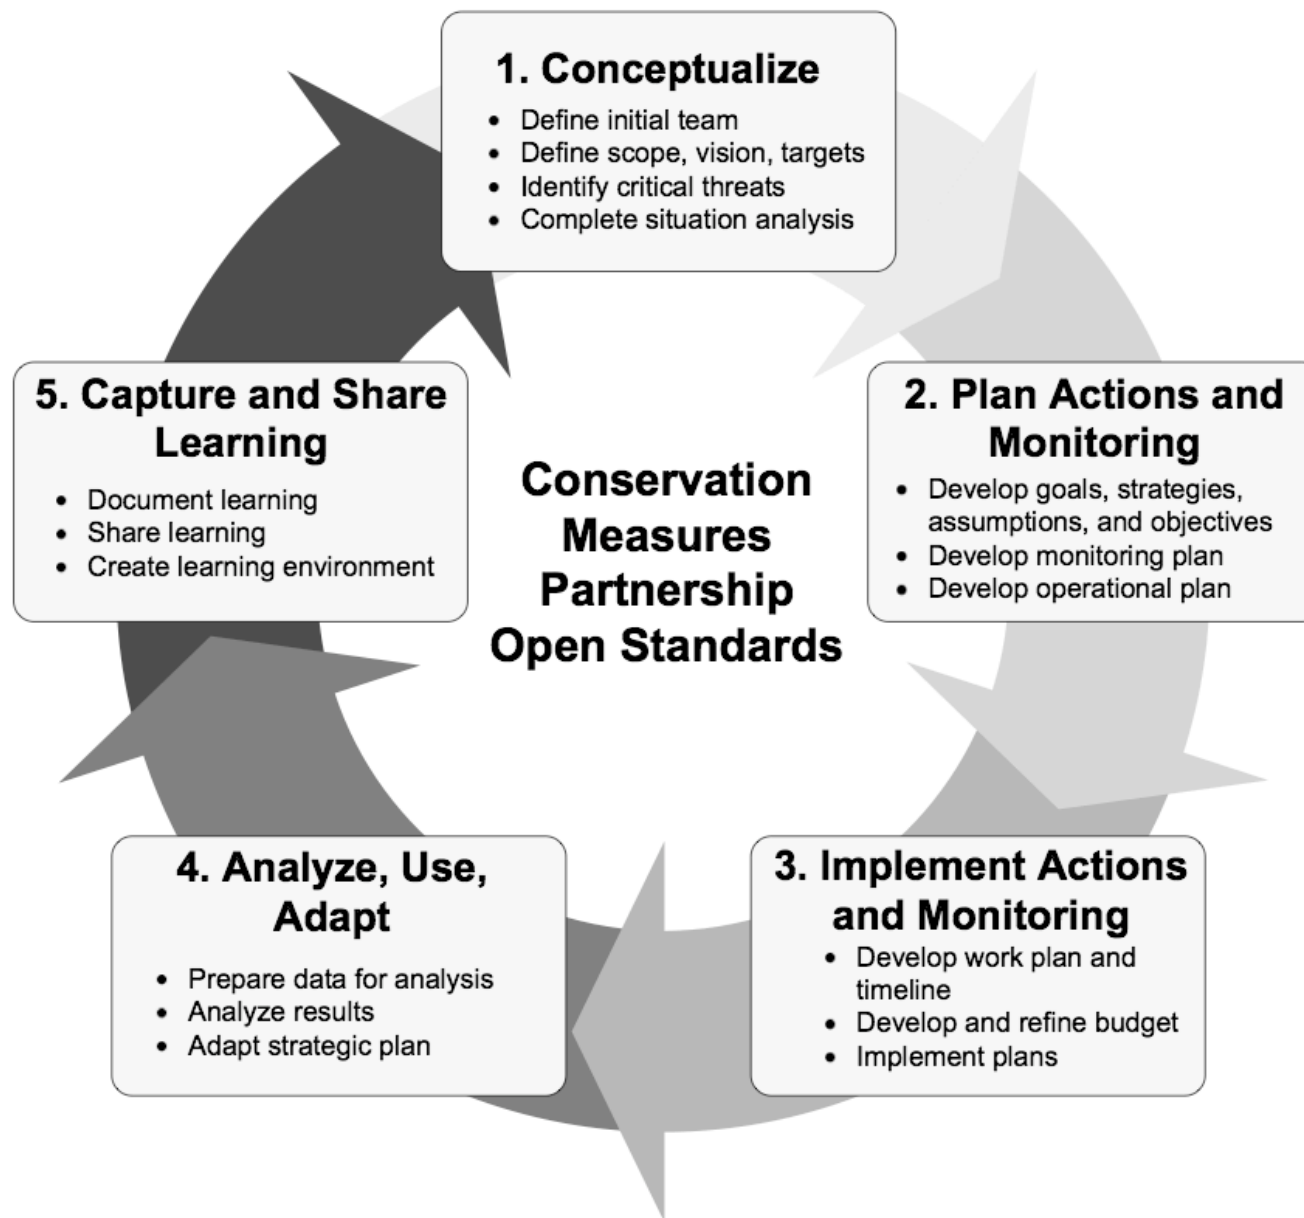 1. Conceptualize
• Define initial team
• Define scope, vision, targets
• Identify critical threats
• Complete situation analysis
2. Plan Actions and
Monitoring
• Develop goals, strategies,
assumptions, and objectives
• Develop monitoring plan
• Develop operational plan
3. Implement Actions
and Monitoring
• Develop work plan and
timeline
• Develop and refine budget
• Implement plans
4. Analyze, Use,
Adapt
• Prepare data for analysis
• Analyze results
• Adapt strategic plan
5. Capture and Share
Learning
• Document learning
• Share learning
• Create learning environment
Conservation
Measures
Partnership
Open Standards